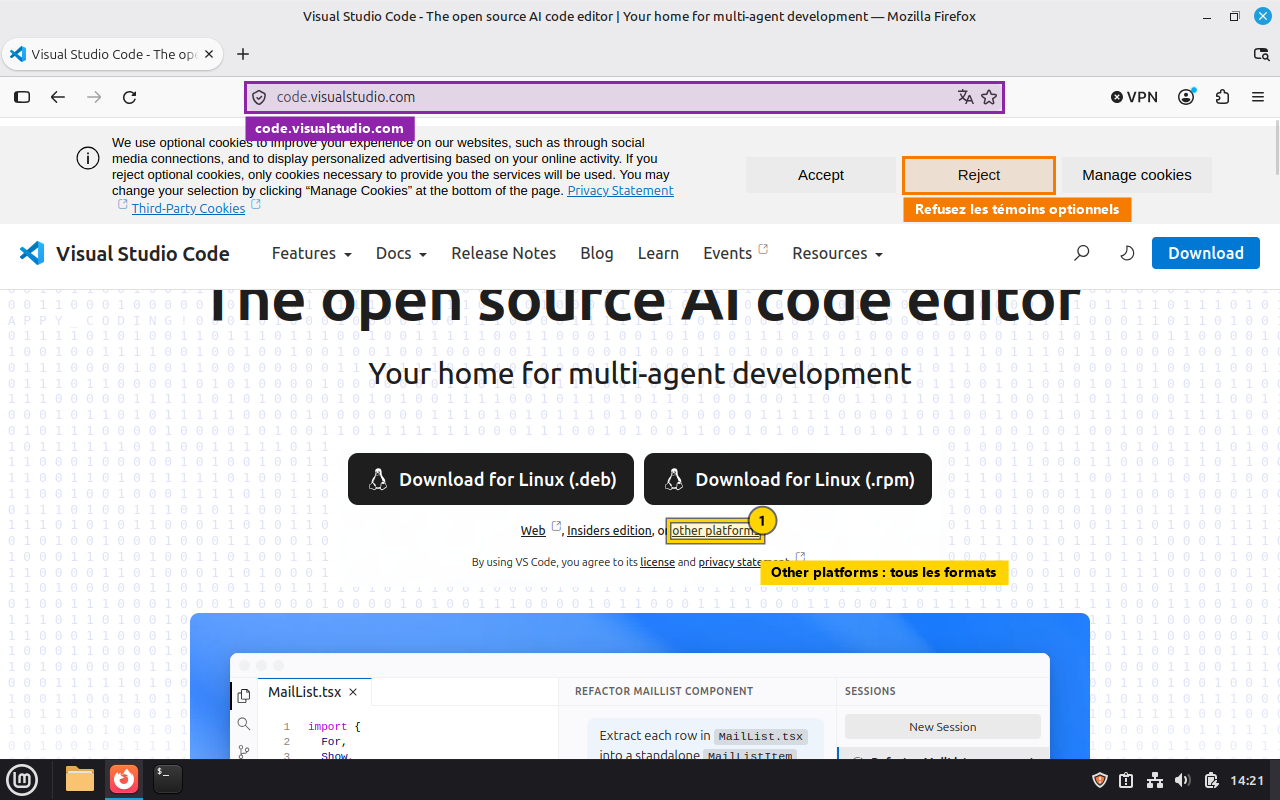 Visual Studio Code - The open source AI code editor | Your home for multi-agent development — Mozilla Firefox
Visual Studio Code - The ope
code.visualstudio.com
VPN
code.visualstudio.com
We use optional cookies to improve your experience on our websites, such as through social
media connections, and to display personalized advertising based on your online activity. If you
reject optional cookies, only cookies necessary to provide you the services will be used. You may
change your selection by clicking “Manage Cookies” at the bottom of the page. Privacy Statement
Third-Party Cookies
Accept
Reject
Manage cookies
Refusez les témoins optionnels
Visual Studio Code
Features
Docs
Release Notes
Blog
Learn
Events
Resources
Download
The open source AI code editor
Your home for multi-agent development
Download for Linux (.deb)
Download for Linux (.rpm)
Web, Insiders edition, or other platforms
1
By using VS Code, you agree to its license and privacy statement.
Other platforms : tous les formats
MailList.tsx
REFACTOR MAILLIST COMPONENT
SESSIONS
1 import {
2 For,
3 Show,
Extract each row in MailList.tsx
into a standalone MailListItem
New Session
14:21